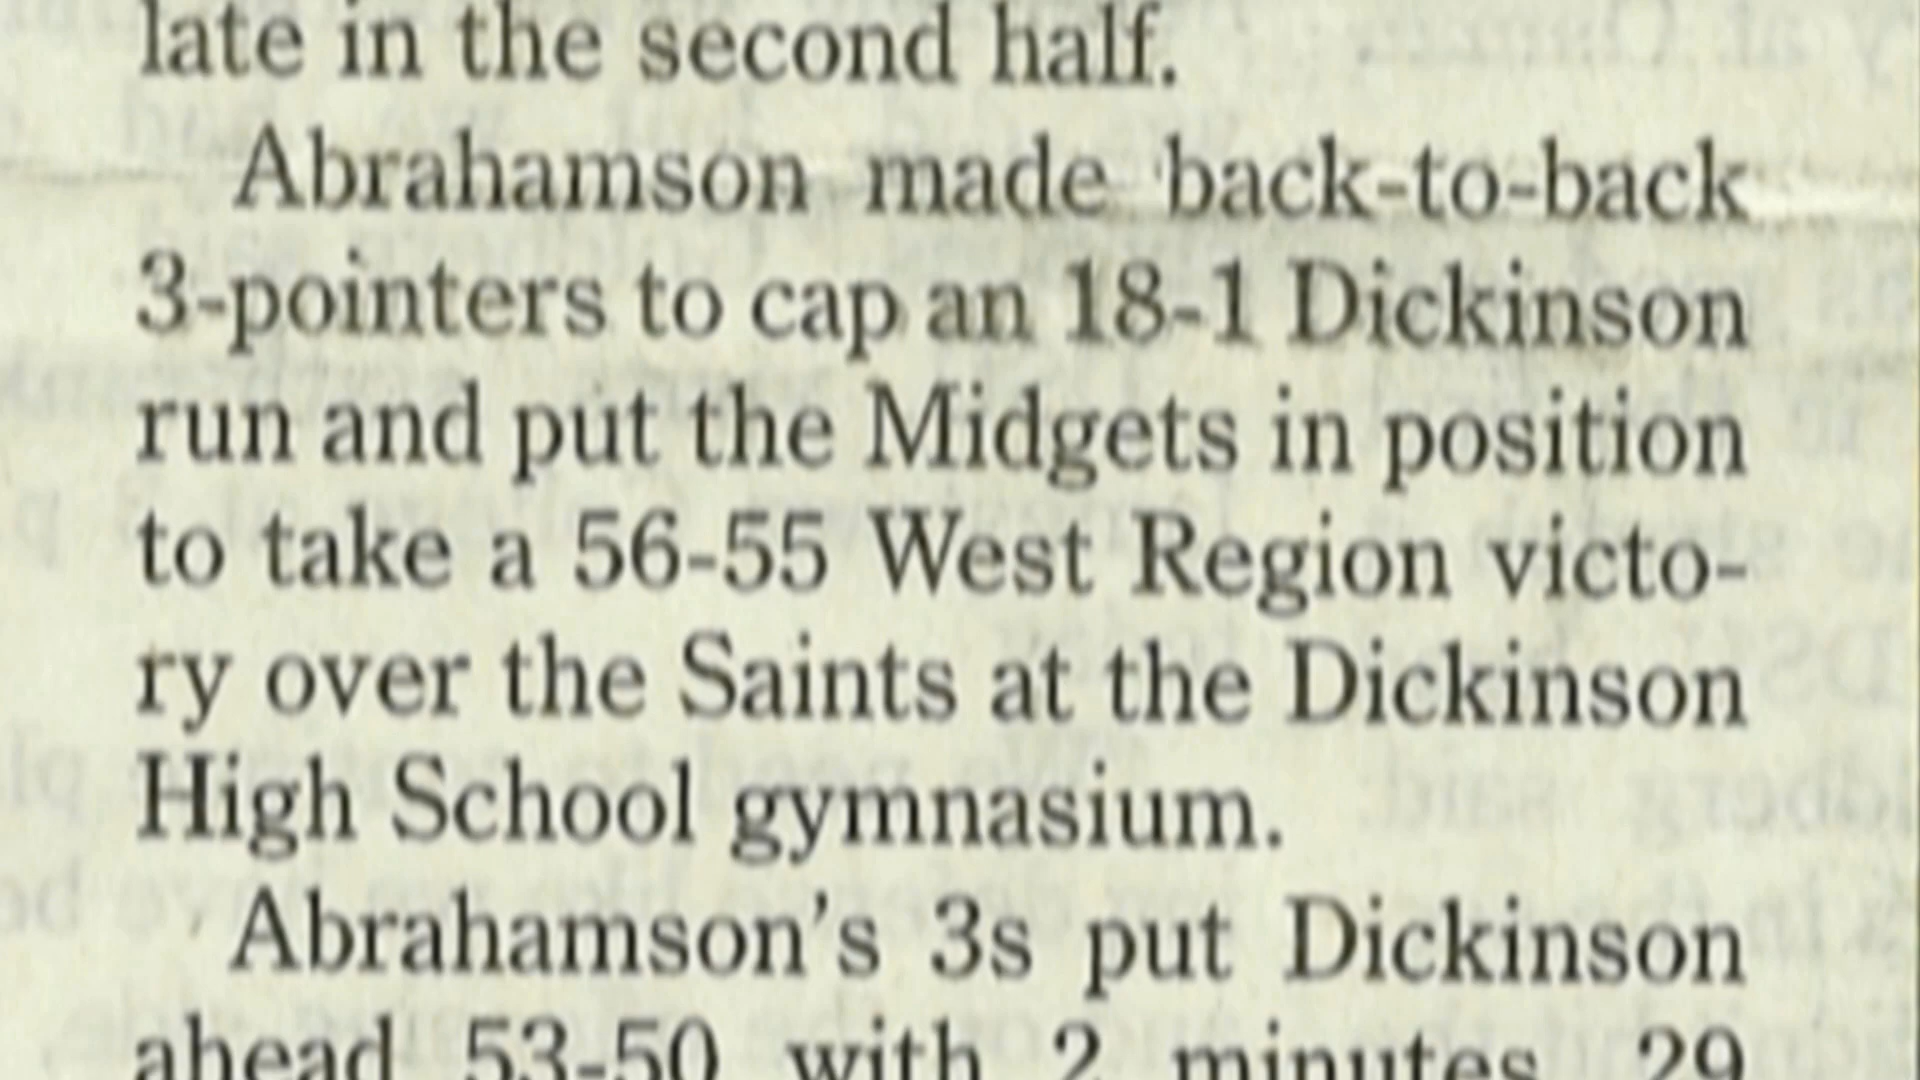 late in the second half.
Abrahamson made back-to-back
3-pointers to cap an 18-1 Dickinson
run and put the Midgets in position
to take a 56-55 West Region victo-
ry over the Saints at the Dickinson
High School gymnasium.
Abrahamson's 3s put Dickinson
ahead 53-50 with 2 minutes, 29